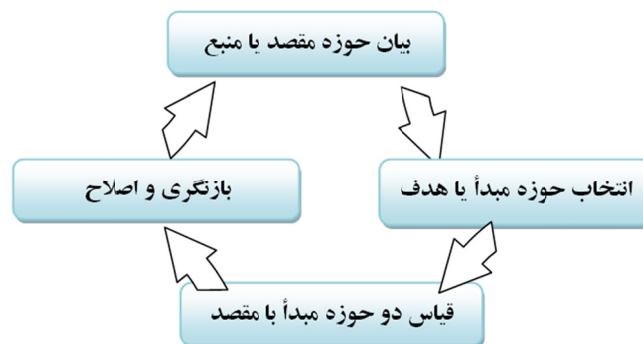 بیان حوزه مقصد یا منبع
انتخاب حوزه مبدأ یا هدف
قیاس دو حوزه مبدأ با مقصد
بازنگری و اصلاح